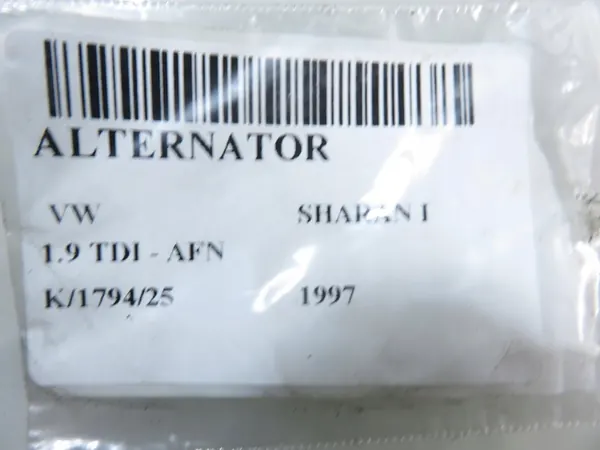 ALTERNATOR
VW SHARAN I
1.9 TDI - AFN
K/1794/25 1997